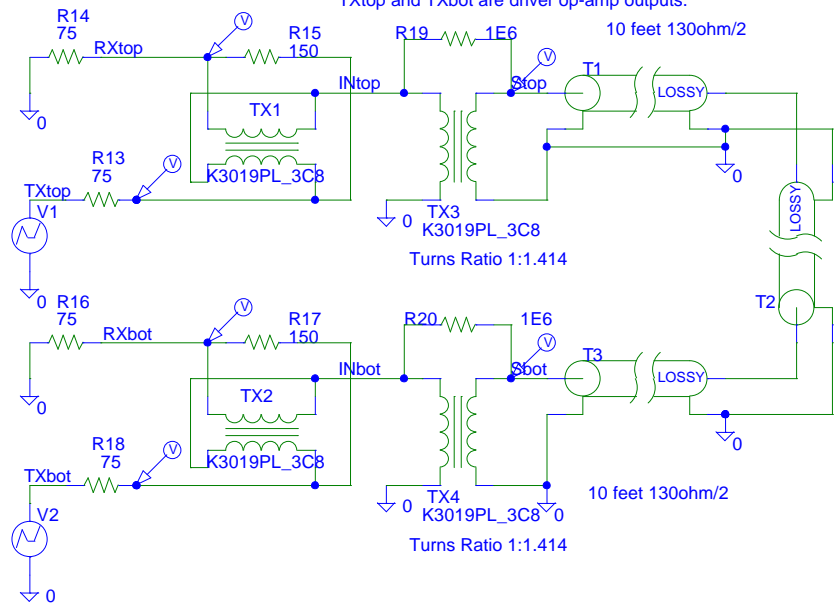 TXtop and TXbot are driver op-amp outputs.
R14
75
RXtop
V
R15
150
R19
1E6
10 feet 130ohm/2
INtop
V
Stop
T1
LOSSY
TX1
0
R13
75
V
K3019PL_3C8
TXtop
V1
0
TX3
K3019PL_3C8
0
Turns Ratio 1:1.414
LOSSY
T2
0
R16
75
RXbot
V
R17
150
R20
1E6
V
INbot
Sbot
T3
LOSSY
TX2
0
0
R18
75
V
K3019PL_3C8
TXbot
V2
0
TX4
K3019PL_3C8
0
10 feet 130ohm/2
Turns Ratio 1:1.414
0